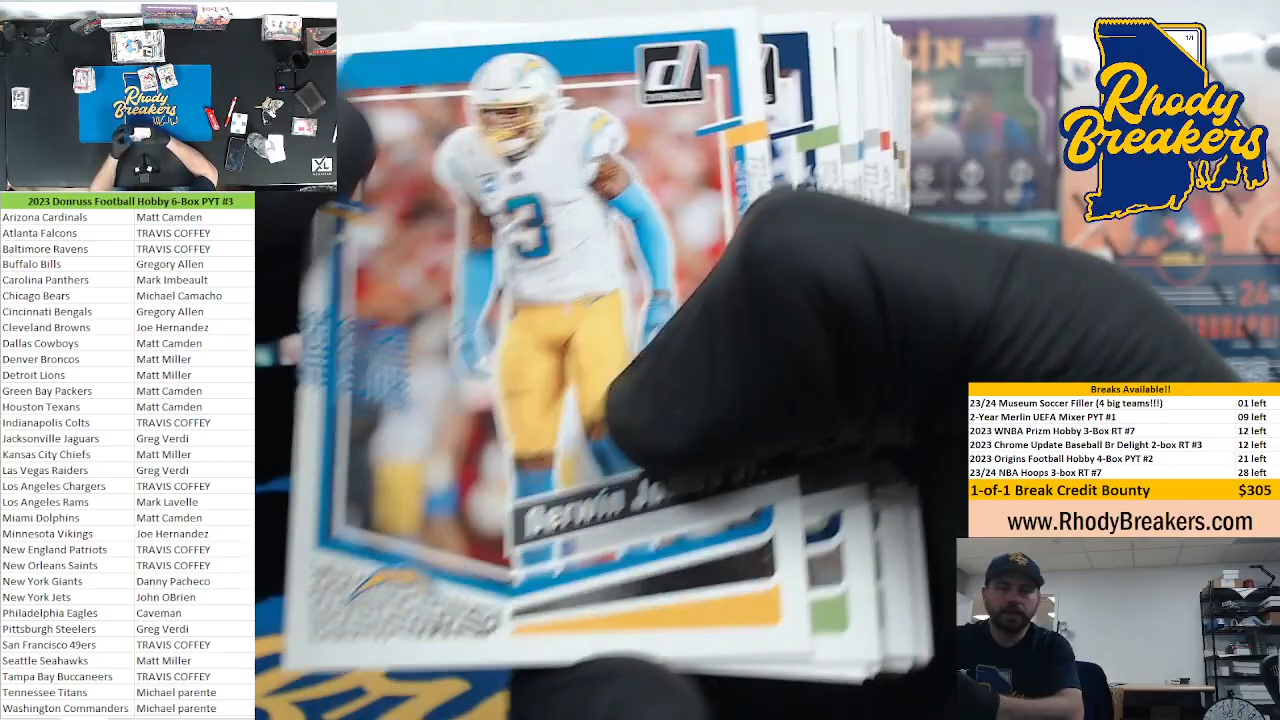 2023 Donruss Football Hobby 6-Box PYT #3
Arizona Cardinals Matt Camden
Atlanta Falcons TRAVIS COFFEY
Baltimore Ravens TRAVIS COFFEY
Buffalo Bills Gregory Allen
Carolina Panthers Mark Imbeault
Chicago Bears Michael Camacho
Cincinnati Bengals Gregory Allen
Cleveland Browns Joe Hernandez
Dallas Cowboys Matt Camden
Denver Broncos Matt Miller
Detroit Lions Matt Miller
Green Bay Packers Matt Camden
Houston Texans Matt Camden
Indianapolis Colts TRAVIS COFFEY
Jacksonville Jaguars Greg Verdi
Kansas City Chiefs Matt Miller
Las Vegas Raiders Greg Verdi
Los Angeles Chargers TRAVIS COFFEY
Los Angeles Rams Mark Lavelle
Miami Dolphins Matt Camden
Minnesota Vikings Joe Hernandez
New England Patriots TRAVIS COFFEY
New Orleans Saints TRAVIS COFFEY
New York Giants Danny Pacheco
New York Jets John OBrien
Philadelphia Eagles Caveman
Pittsburgh Steelers Greg Verdi
San Francisco 49ers TRAVIS COFFEY
Seattle Seahawks Matt Miller
Tampa Bay Buccaneers TRAVIS COFFEY
Tennessee Titans Michael parente
Washington Commanders Michael parente
Rhody
Breakers
XL
d
3
24
1/1
Rhody
Breakers
Breaks Available!!
23/24 Museum Soccer Filler (4 big teams!!!) 01 left
2-Year Merlin UEFA Mixer PYT #1 09 left
2023 WNBA Prizm Hobby 3-Box RT #7 12 left
2023 Chrome Update Baseball Br Delight 2-box RT #3 12 left
2023 Origins Football Hobby 4-Box PYT #2 21 left
23/24 NBA Hoops 3-box RT #7 28 left
1-of-1 Break Credit Bounty $305
www.RhodyBreakers.com